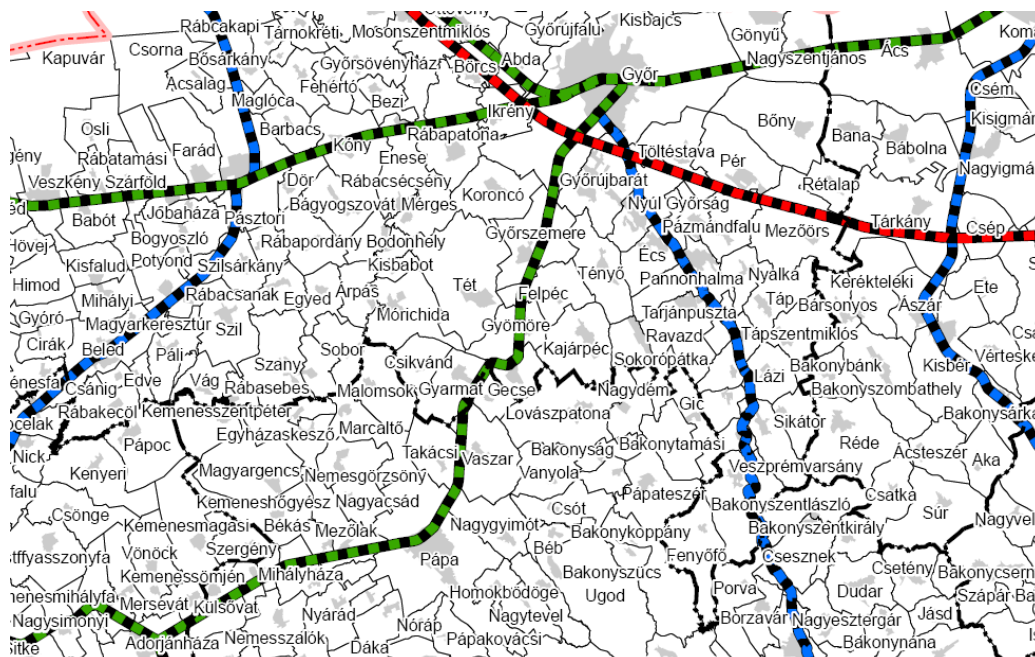 Ottovény
Kisbajcs
Rábcakapi
Tárnokréti
Mosonszentmiklós
Győrújfalu
Gönyű
Csorna
Kapuvár
Bősárkány
Győrsövényház
Börcs
Abda
Nagyszentjános
Ács
Acsalag
Fehértó
Győr
Maglóca
Bezi
Ikrény
Csém
Osli
Barbacs
Rábapatona
Bőny
Bana
Kisigmán
Rábatamási
Farád
Kóny
Enese
Töltéstava
Pér
Bábolna
Nagyigmá
Veszkény
Szárföld
Dör
Rábacsécsény
Koroncó
Győrújbarát
Rétalap
Babót
Jobaháza
Pásztori
Bágyogszovát
Mérges
Nyúl
Győrság
Tárkány
Csép
Hövej
Bogyoszló
Rábapordány
Bodonhely
Győrszemere
Pázmándfalu
Mezőörs
Kisfalud
Potyond
Szilsárkány
Kisbabot
Écs
Himod
Mihályi
Rábacsanak
Egyed
Árpás
Tét
Felpéc
Tényő
Pannonhalma
Nyalká
Kerékteleki
Ete
Gyóró
Magyarkeresztúr
Szil
Mórichida
Gyömöre
Tarjánpuszta
Táp
Bársonyos
Ászár
Cirák
Beled
Páli
Sobor
Csikvánd
Kajárpéc
Ravazd
Tápszentmiklós
Vérteske
Csánig
Edve
Vág
Szany
Rábasebes
Malomsok
Gyarmat
Gecse
Sokorópátka
Nagydém
Lázi
Bakonybánk
Kisbér
Bakonyszombathely
Rábakecöl
Kemenesszentpéter
Lovászpatona
Gic
Sikátor
Bakonysárka
Nick
Pápoc
Egyházaskesző
Marcaltő
Takácsi
Bakonyság
Bakonytamási
Réde
Ácsteszér
Aka
Kenyeri
Magyargencs
Nemesgörzsöny
Vaszar
Vanyola
Veszprémvarsány
Csönge
Kemeneshőgyész
Nagyacsád
Csót
Pápateszér
Bakonyszentlászló
Csatka
Súr
Kemenesmagasi
Békás
Mezőlak
Nagygyimót
Bakonykoppány
Bakonyszentkirály
Nagyvel
Vönöck
Szergény
Pápa
Béb
Fenyőfő
Csesznek
Csetény
Bakonycsern
Kemenessömjén
Mihályháza
Homokbödöge
Bakonyszücs
Ugod
Porva
Dudar
Szápár
Mersevát
Külsővat
Nyárád
Nóráp
Nagytevel
Borzavár
Nagyesztergár
Jásd
Nagysimonyi
Adorjánháza
Nemesszalók
Dáka
Pápakovácsi
Bakonynána